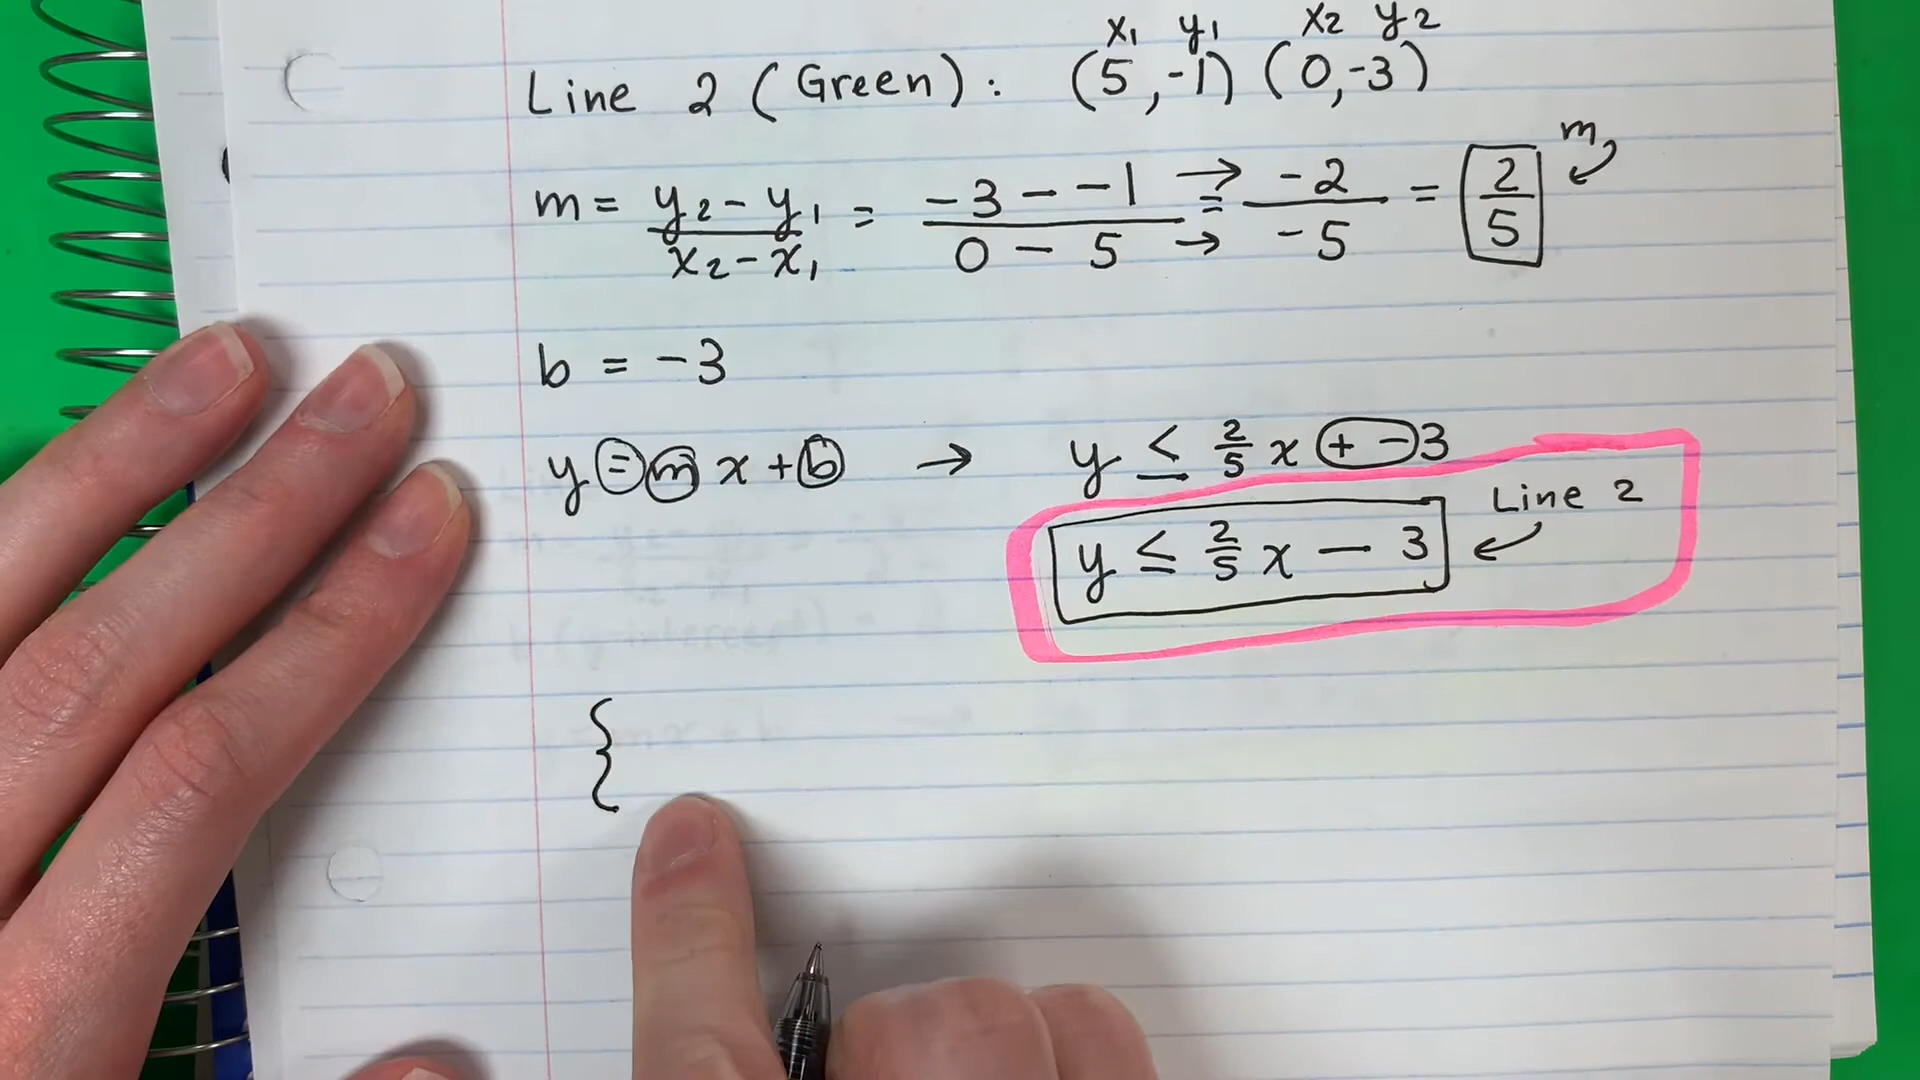 x₁ y₁ x₂ y₂
Line 2 (Green): (5,-1) (0,-3)
m
m = y₂-y₁/x₂-x₁ = -3--1/0-5 → = → -2/-5 = 2/5
b = -3
y = mx+b → y ≤ 2/5 x + -3
Line 2
y ≤ 2/5 x - 3
{